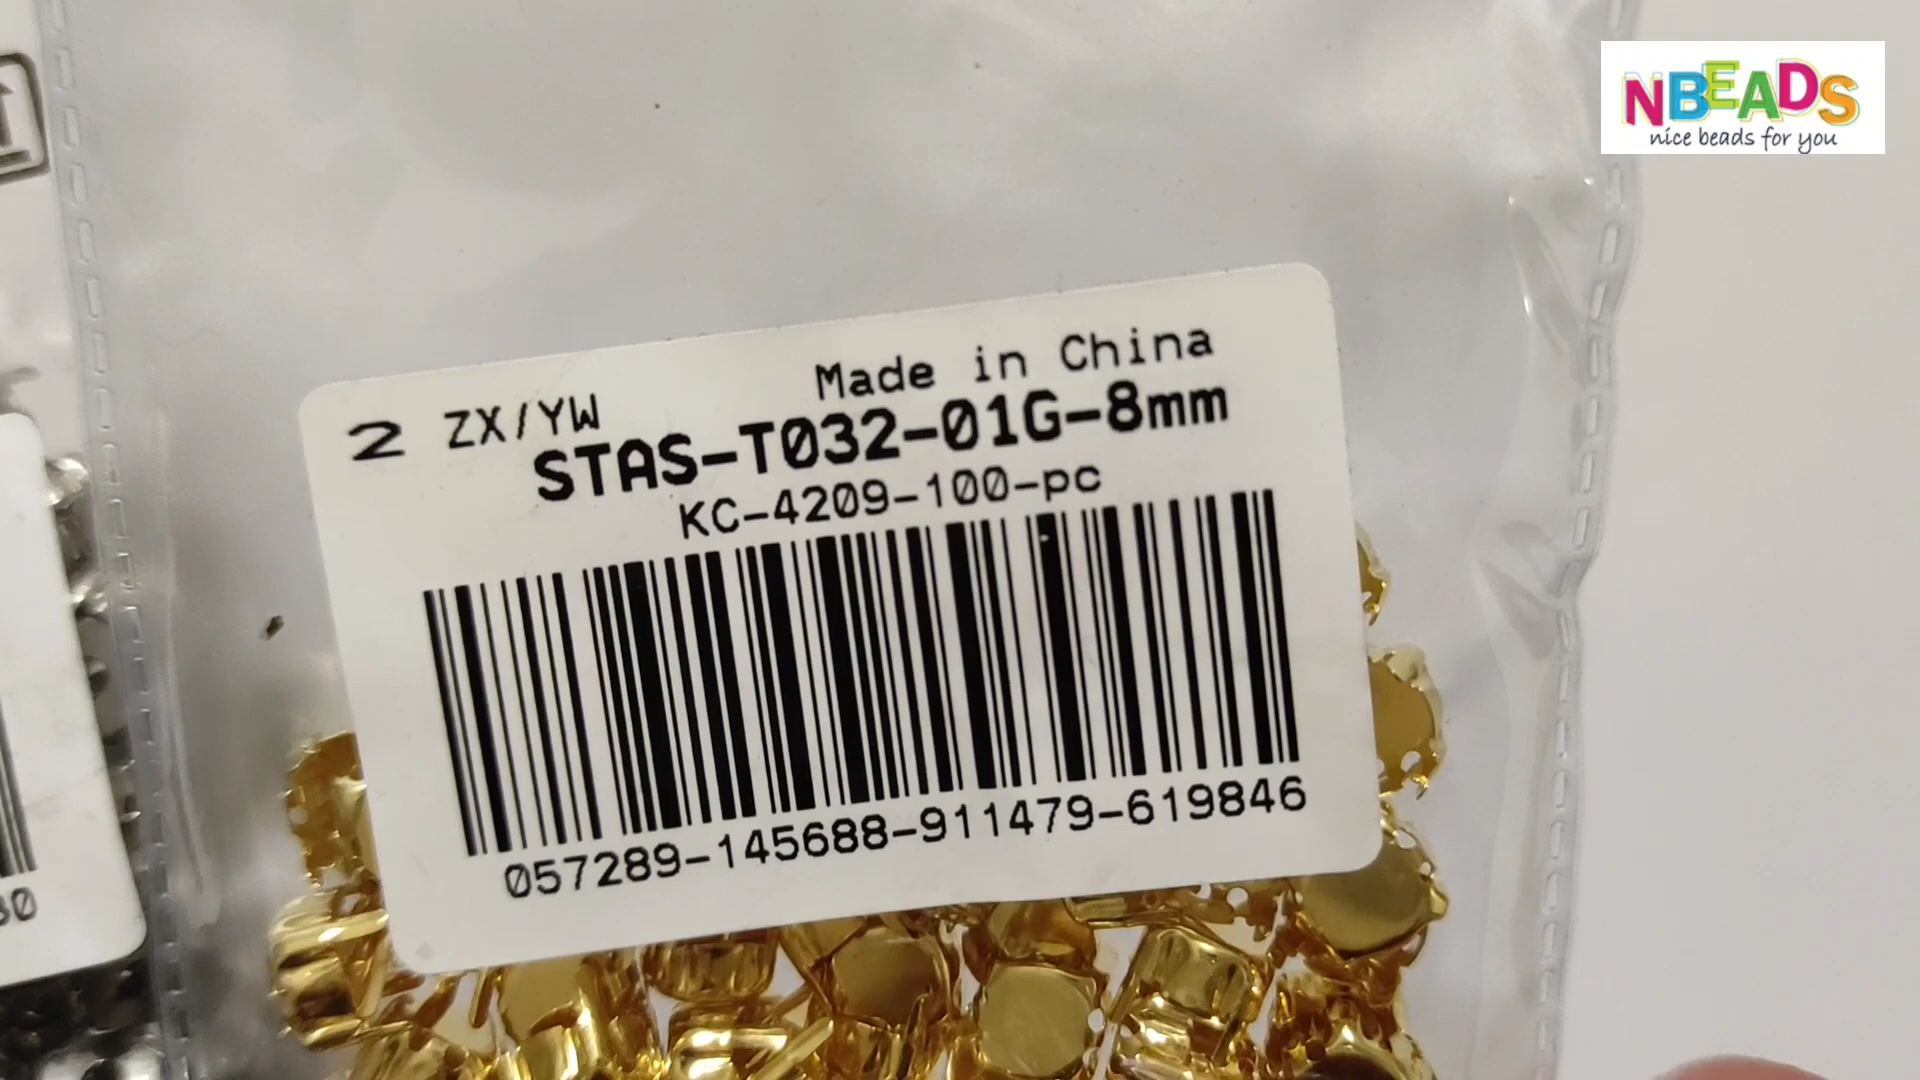 NBEADS
nice beads for you
Made in China
2 ZX/YW
STAS-T032-01G-8mm
KC-4209-100-pc
057289-145688-911479-619846